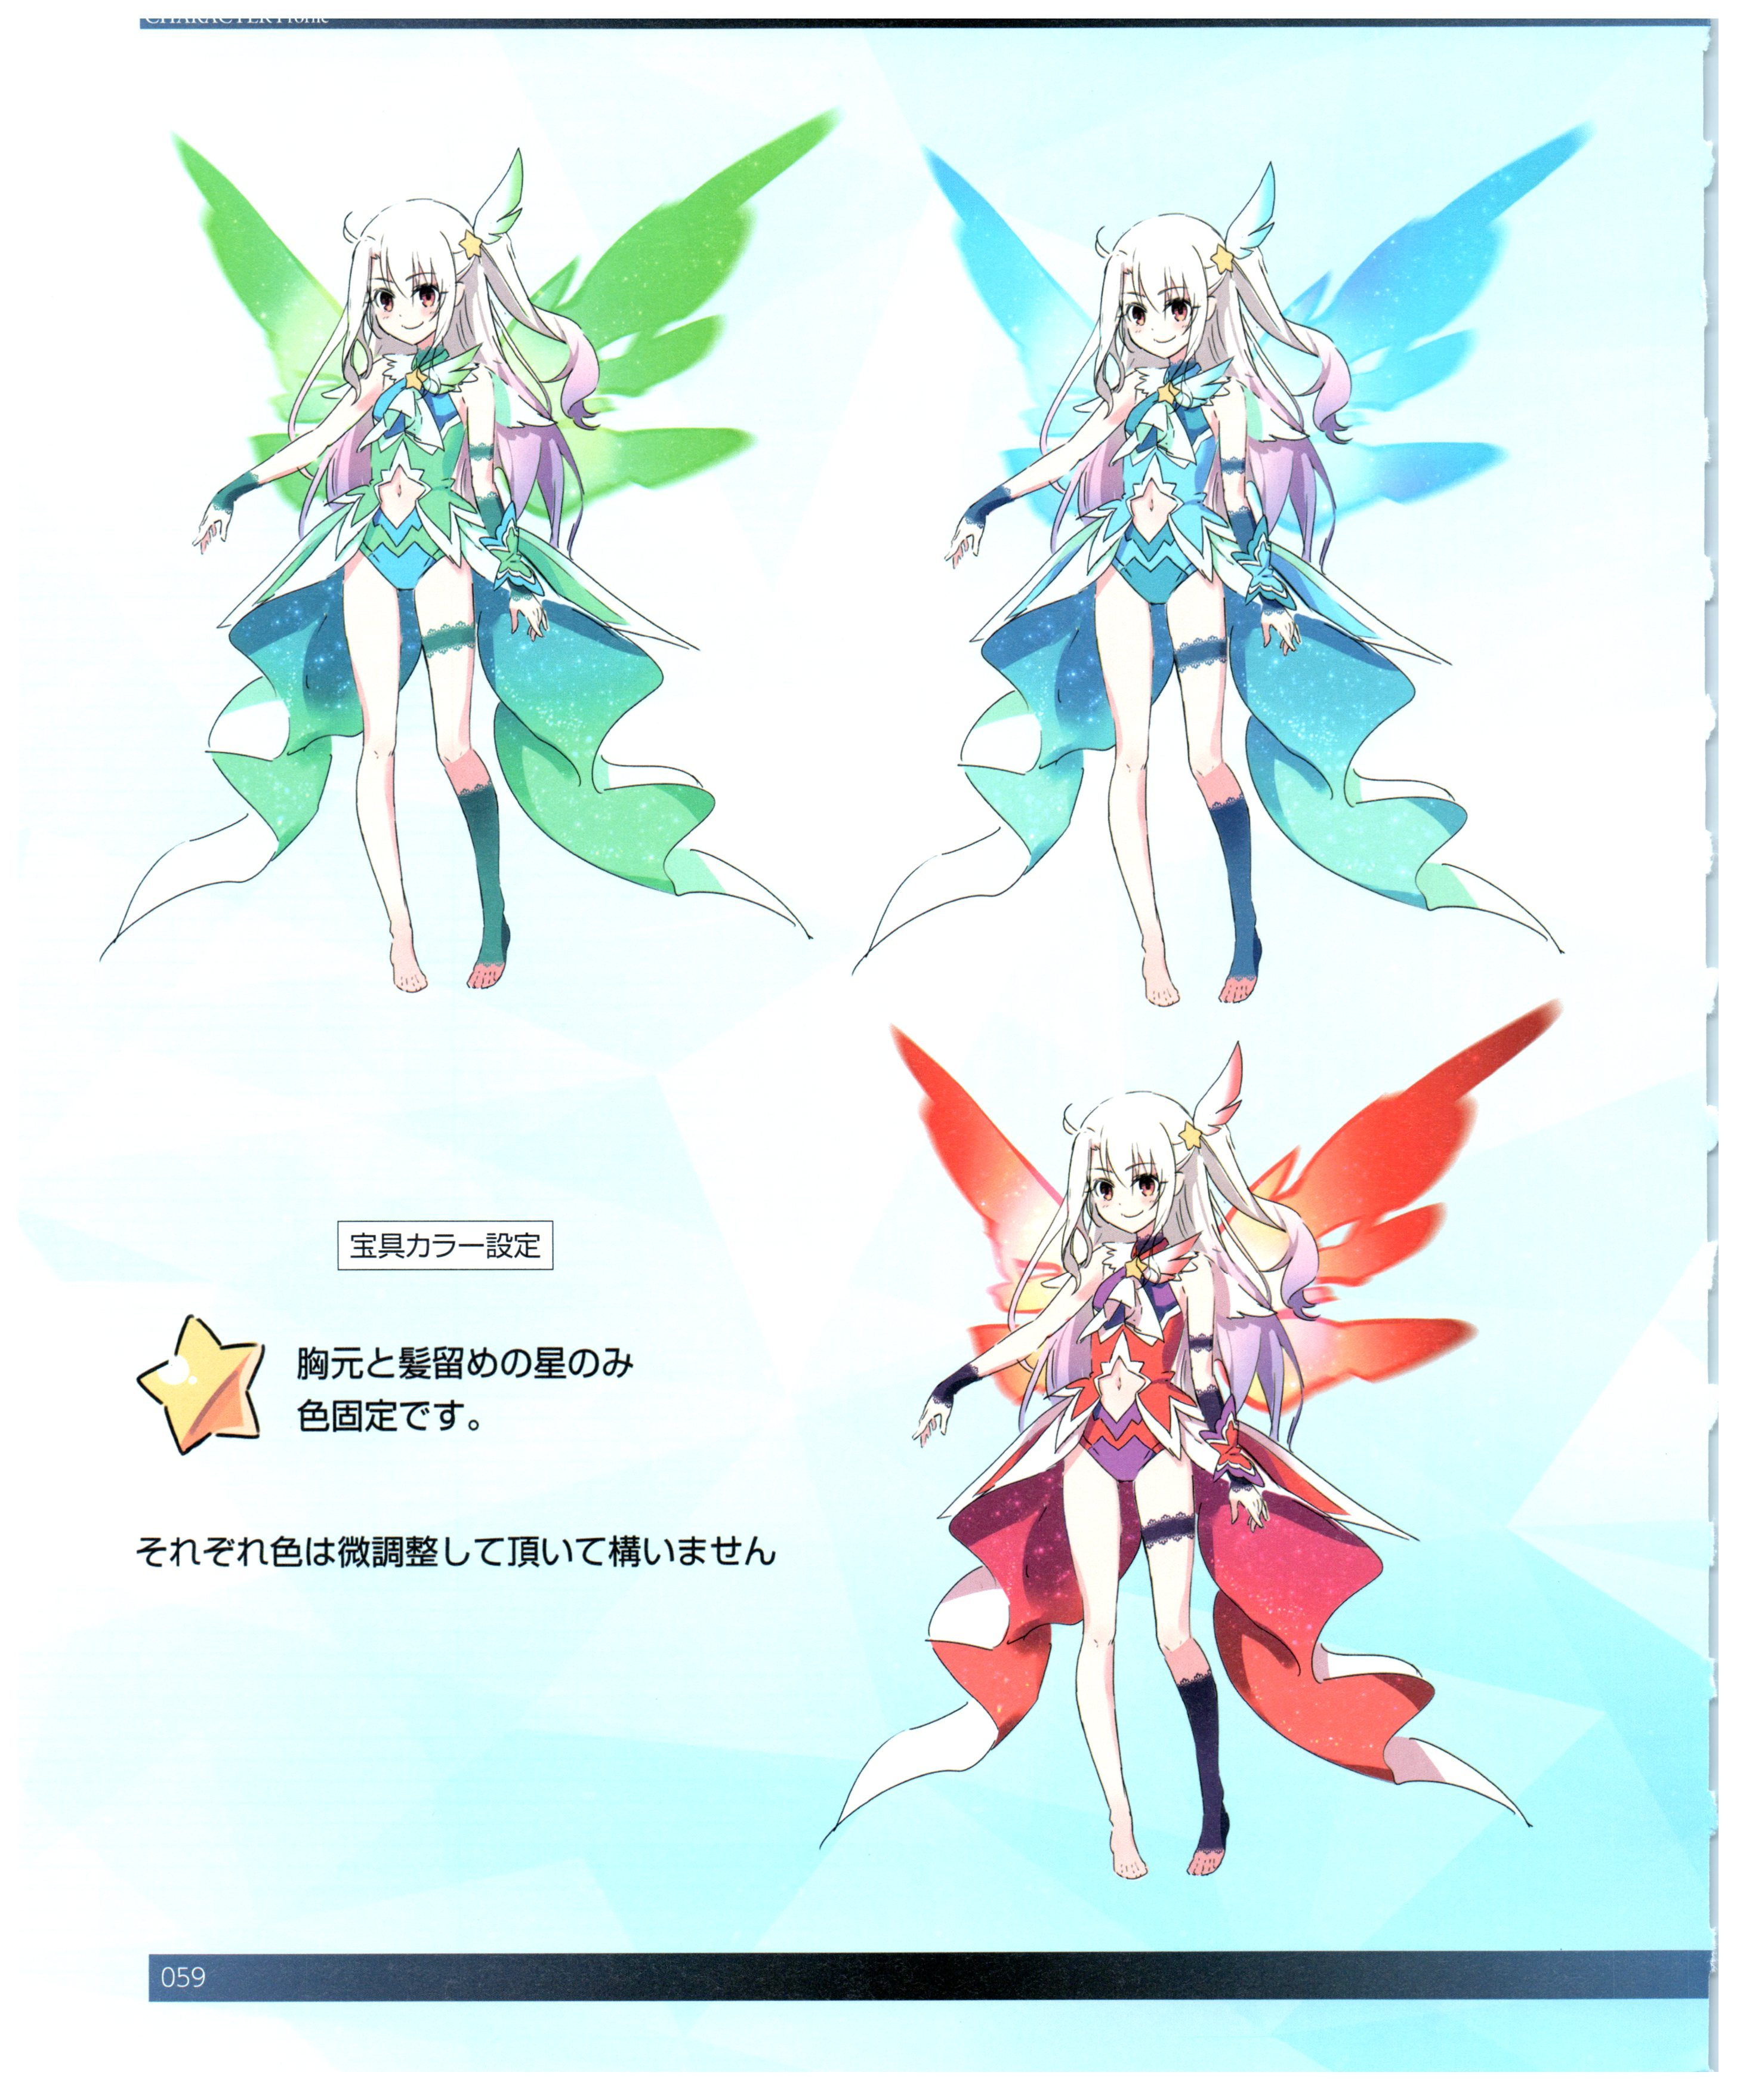 CHARACTER Profile
宝具カラー設定
胸元と髪留めの星のみ
色固定です。
それぞれ色は微調整して頂いて構いません
059